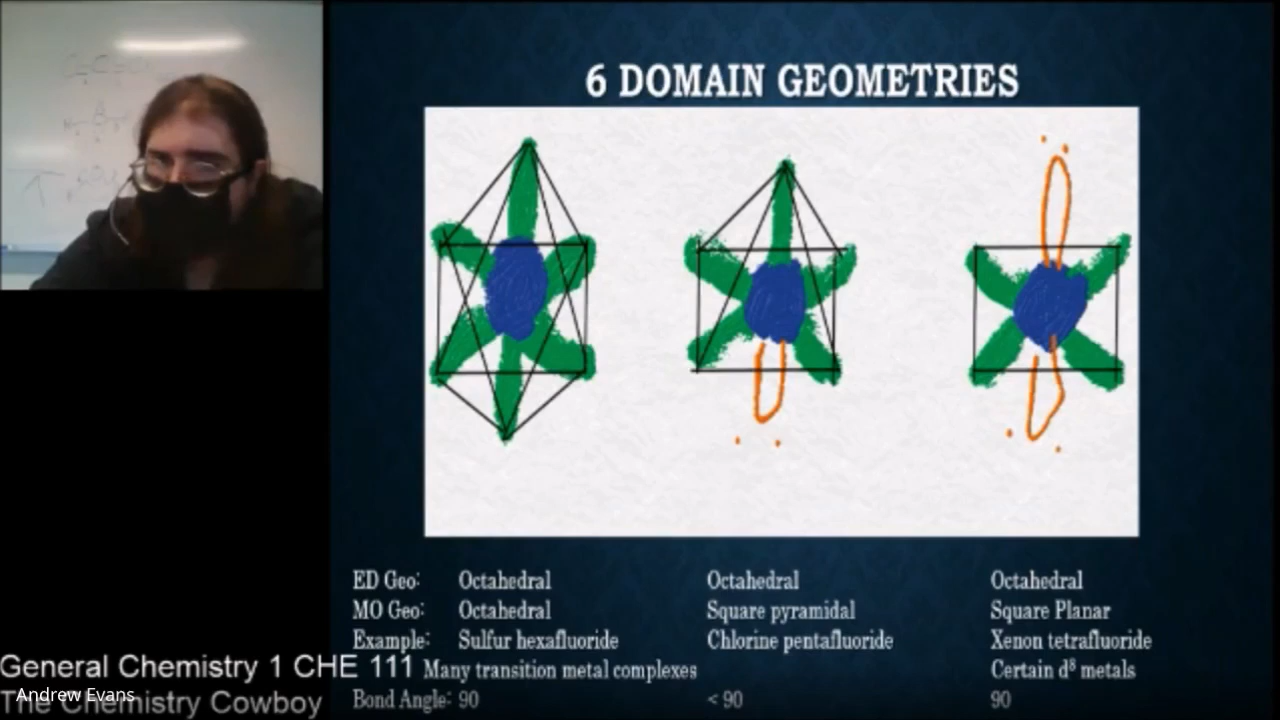 6 DOMAIN GEOMETRIES
ED Geo: Octahedral Octahedral Octahedral
MO Geo: Octahedral Square pyramidal Square Planar
Example: Sulfur hexafluoride Chlorine pentafluoride Xenon tetrafluoride
Many transition metal complexes Certain d⁸ metals
Bond Angle: 90 < 90 90
General Chemistry 1 CHE 111
Andrew Evans
The Chemistry Cowboy